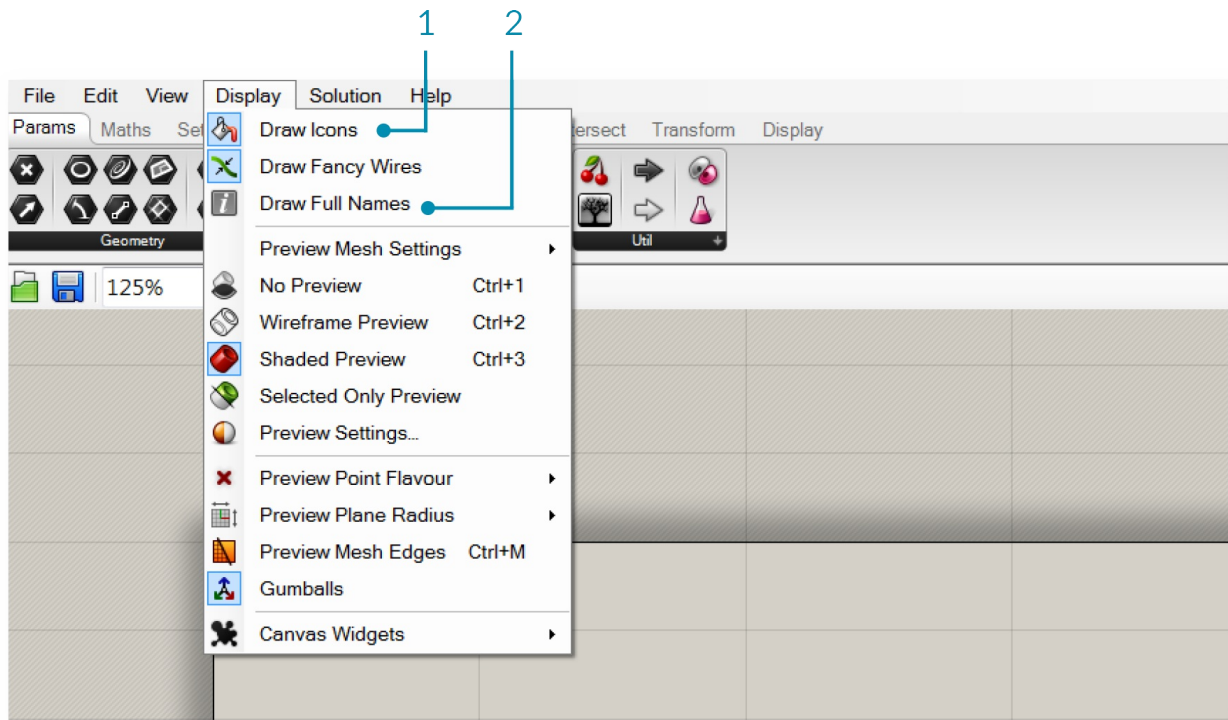 1 2
File Edit View Display Solution Help
Params Maths
Transform Display
Draw Icons
Draw Fancy Wires
Draw Full Names
Geometry
Util
Preview Mesh Settings
125%
No Preview Ctrl+1
Wireframe Preview Ctrl+2
Shaded Preview Ctrl+3
Selected Only Preview
Preview Settings...
Preview Point Flavour
Preview Plane Radius
Preview Mesh Edges Ctrl+M
Gumballs
Canvas Widgets